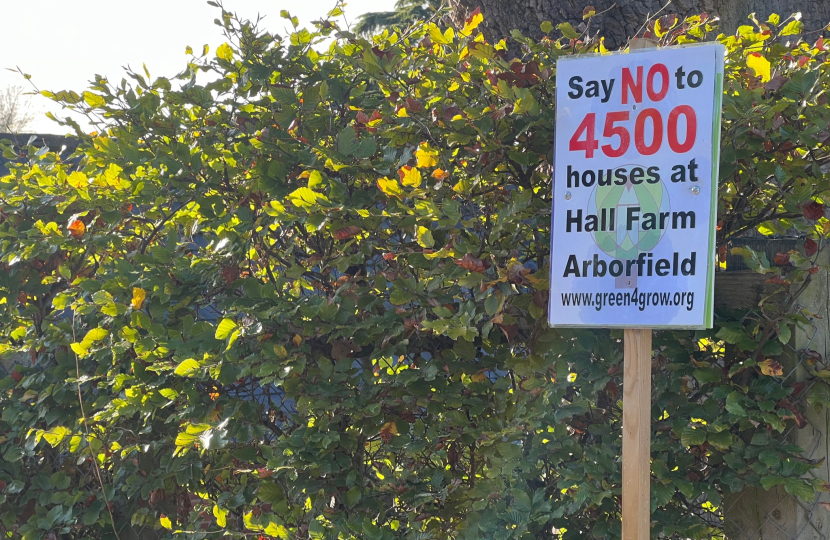 Say NO to
4500
houses at
Hall Farm
Arborfield
www.green4grow.org